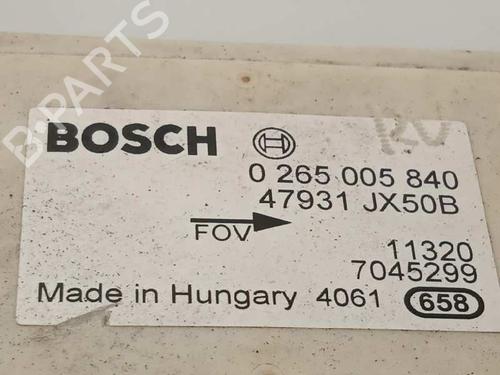 B-PARTS
BOSCH
0 265 005 840
47931 JX50B
FOV
11320
7045299
Made in Hungary 4061 658